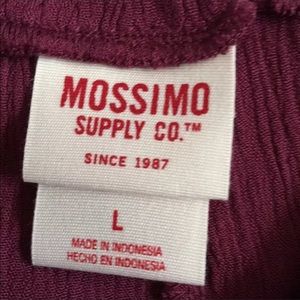 MOSSIMO
SUPPLY CO.™
SINCE 1987
L
MADE IN INDONESIA
HECHO EN INDONESIA